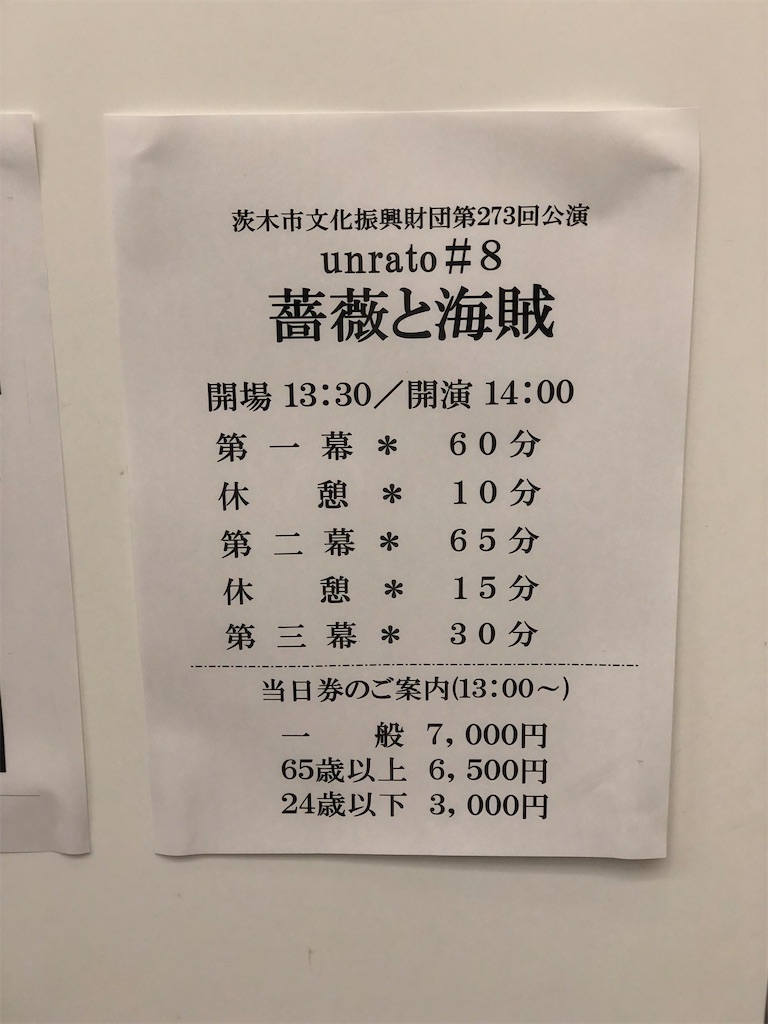 茨木市文化振興財団第273回公演
unrato＃８
薔薇と海賊
開場 13：30／開演 14：00
第一幕＊　６０分
休　憩＊　１０分
第二幕＊　６５分
休　憩＊　１５分
第三幕＊　３０分
当日券のご案内(13：00～)
一　般　7，000円
65歳以上　6，500円
24歳以下　3，000円